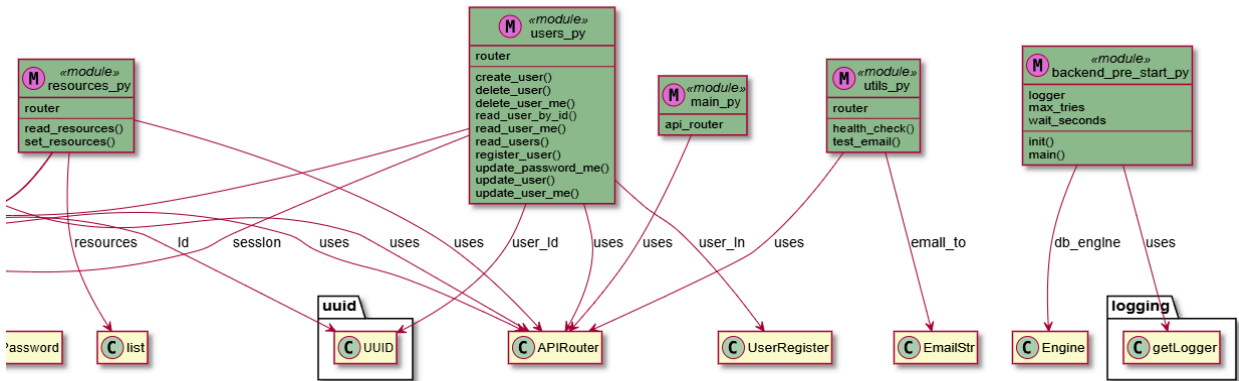 M «module»
users_py
router
create_user()
delete_user()
delete_user_me()
read_user_by_id()
read_user_me()
read_users()
register_user()
update_password_me()
update_user()
update_user_me()
M «module»
resources_py
router
read_resources()
set_resources()
M «module»
main_py
api_router
M «module»
utils_py
router
health_check()
test_email()
M «module»
backend_pre_start_py
logger
max_tries
wait_seconds
init()
main()
resources
id
session
uses
uses
uses
user_id
uses
uses
user_in
uses
email_to
db_engine
uses
uuid
logging
Password
C list
C UUID
C APIRouter
C UserRegister
C EmailStr
C Engine
C getLogger